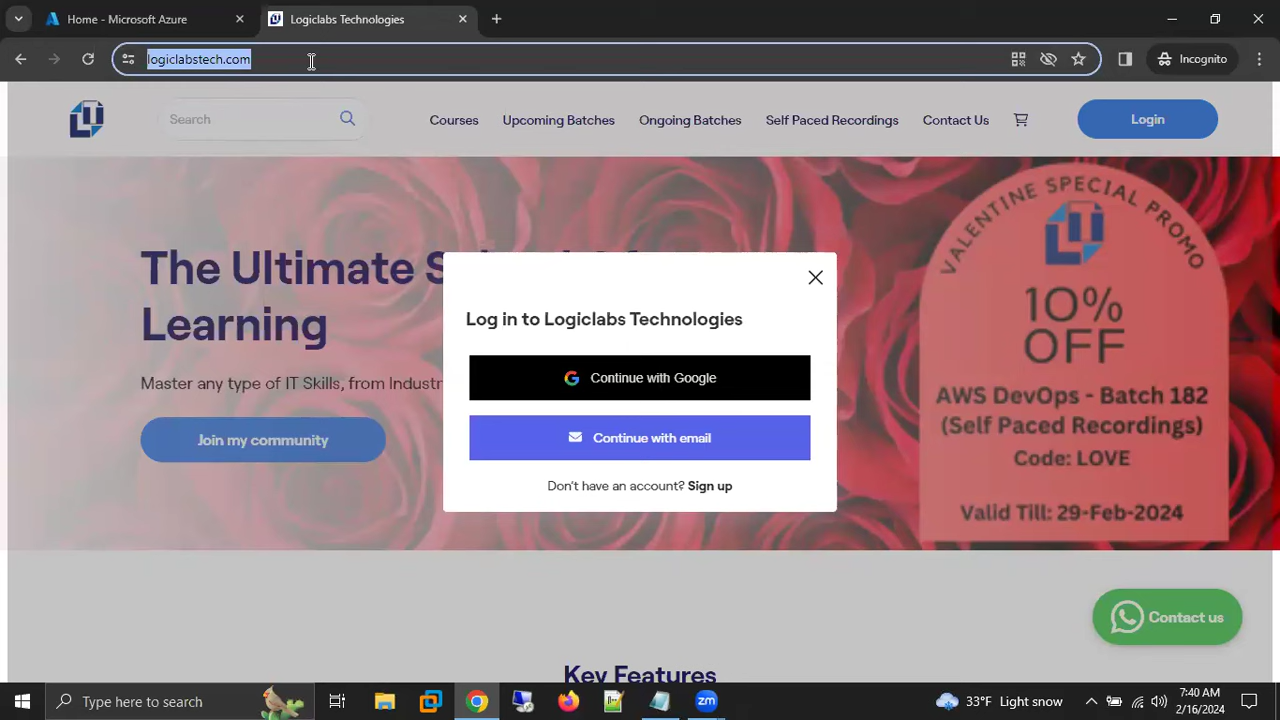 Home - Microsoft Azure
Logiclabs Technologies
logiclabstech.com
Incognito
Search
Courses
Upcoming Batches
Ongoing Batches
Self Paced Recordings
Contact Us
Login
The Ultimate S
Learning
Master any type of IT Skills, from Industr
Join my community
Log in to Logiclabs Technologies
Continue with Google
Continue with email
Don't have an account? Sign up
VALENTINE SPECIAL PROMO
10%
OFF
AWS DevOps - Batch 182
(Self Paced Recordings)
Code: LOVE
Valid Till: 29-Feb-2024
Contact us
Key Features
Type here to search
zm
33°F Light snow
7:40 AM
2/16/2024